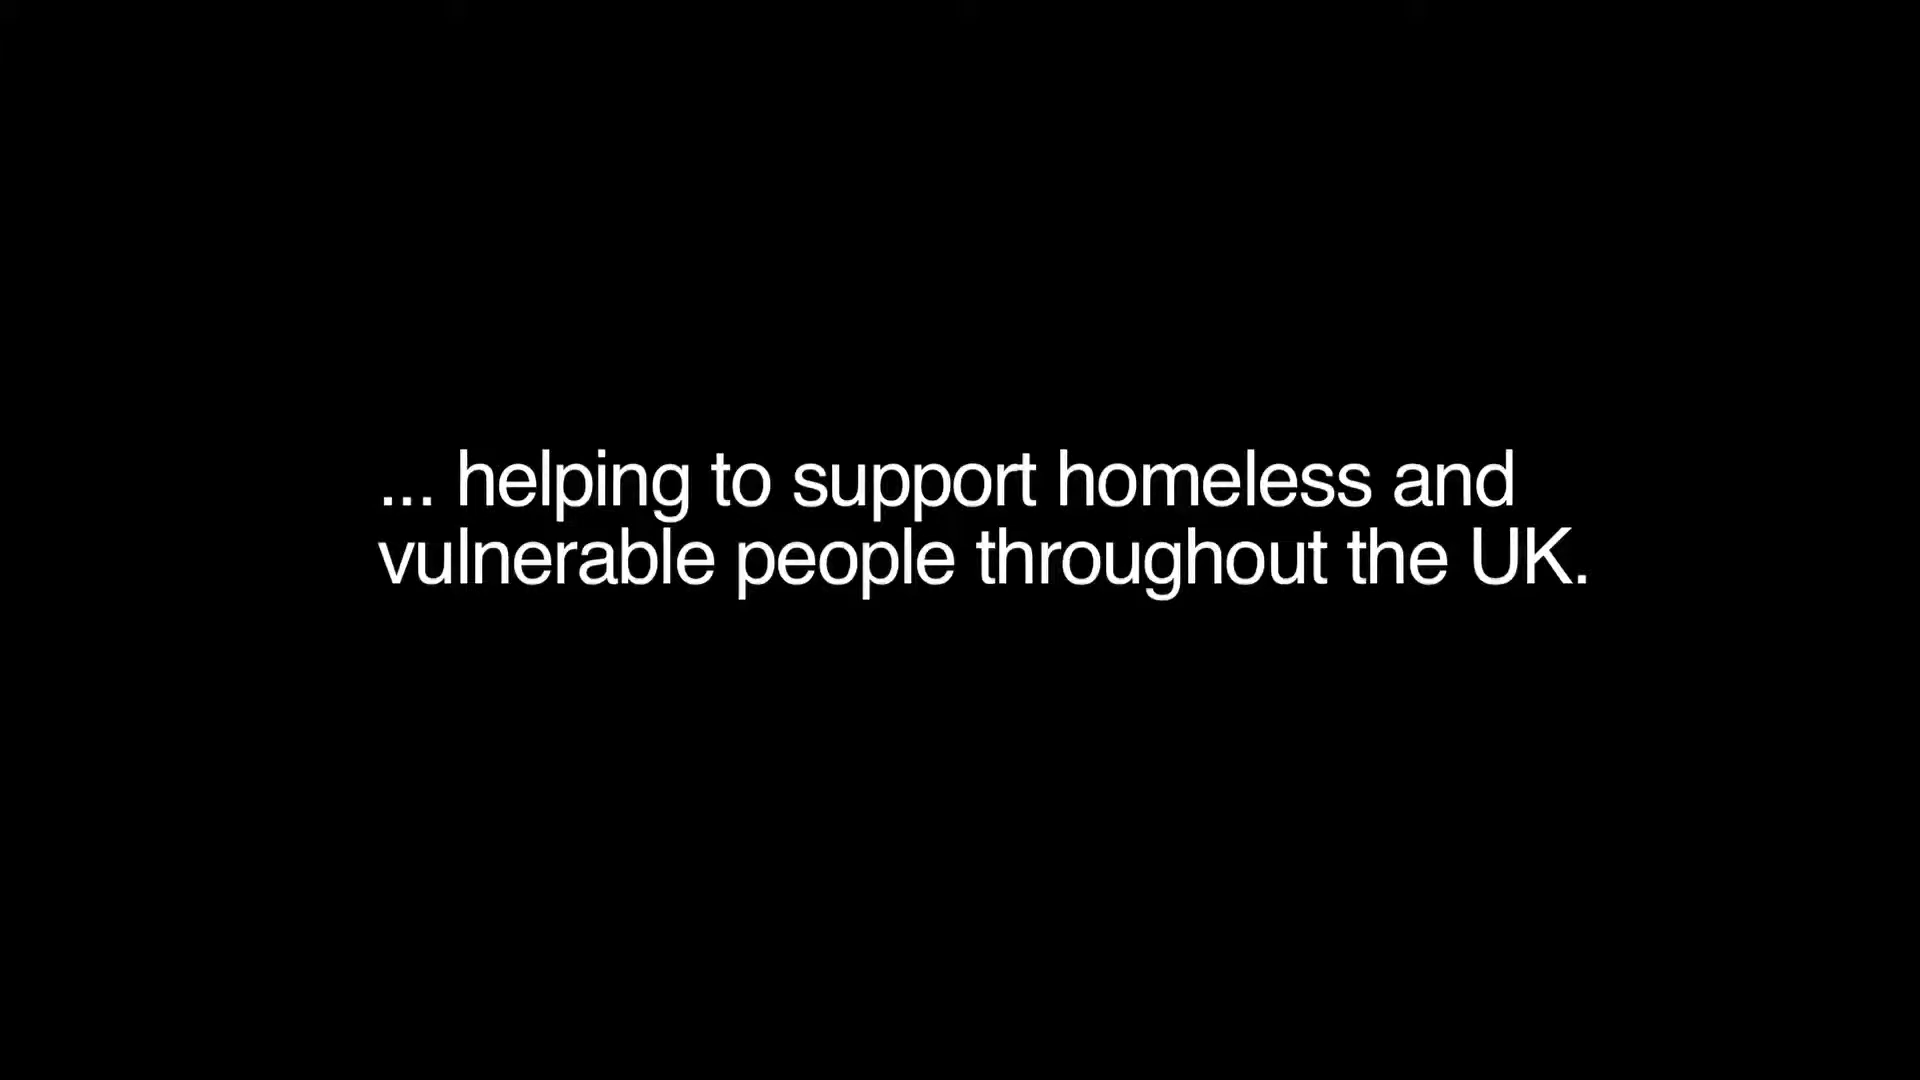 ... helping to support homeless and
vulnerable people throughout the UK.